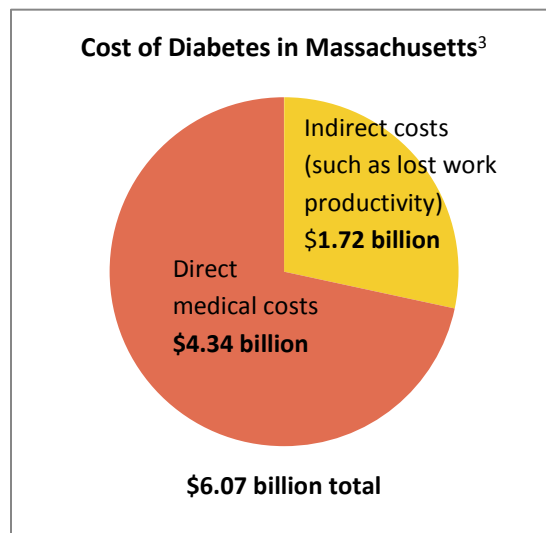 Cost of Diabetes in Massachusetts³
Indirect costs
(such as lost work
productivity)
$1.72 billion
Direct
medical costs
$4.34 billion
$6.07 billion total